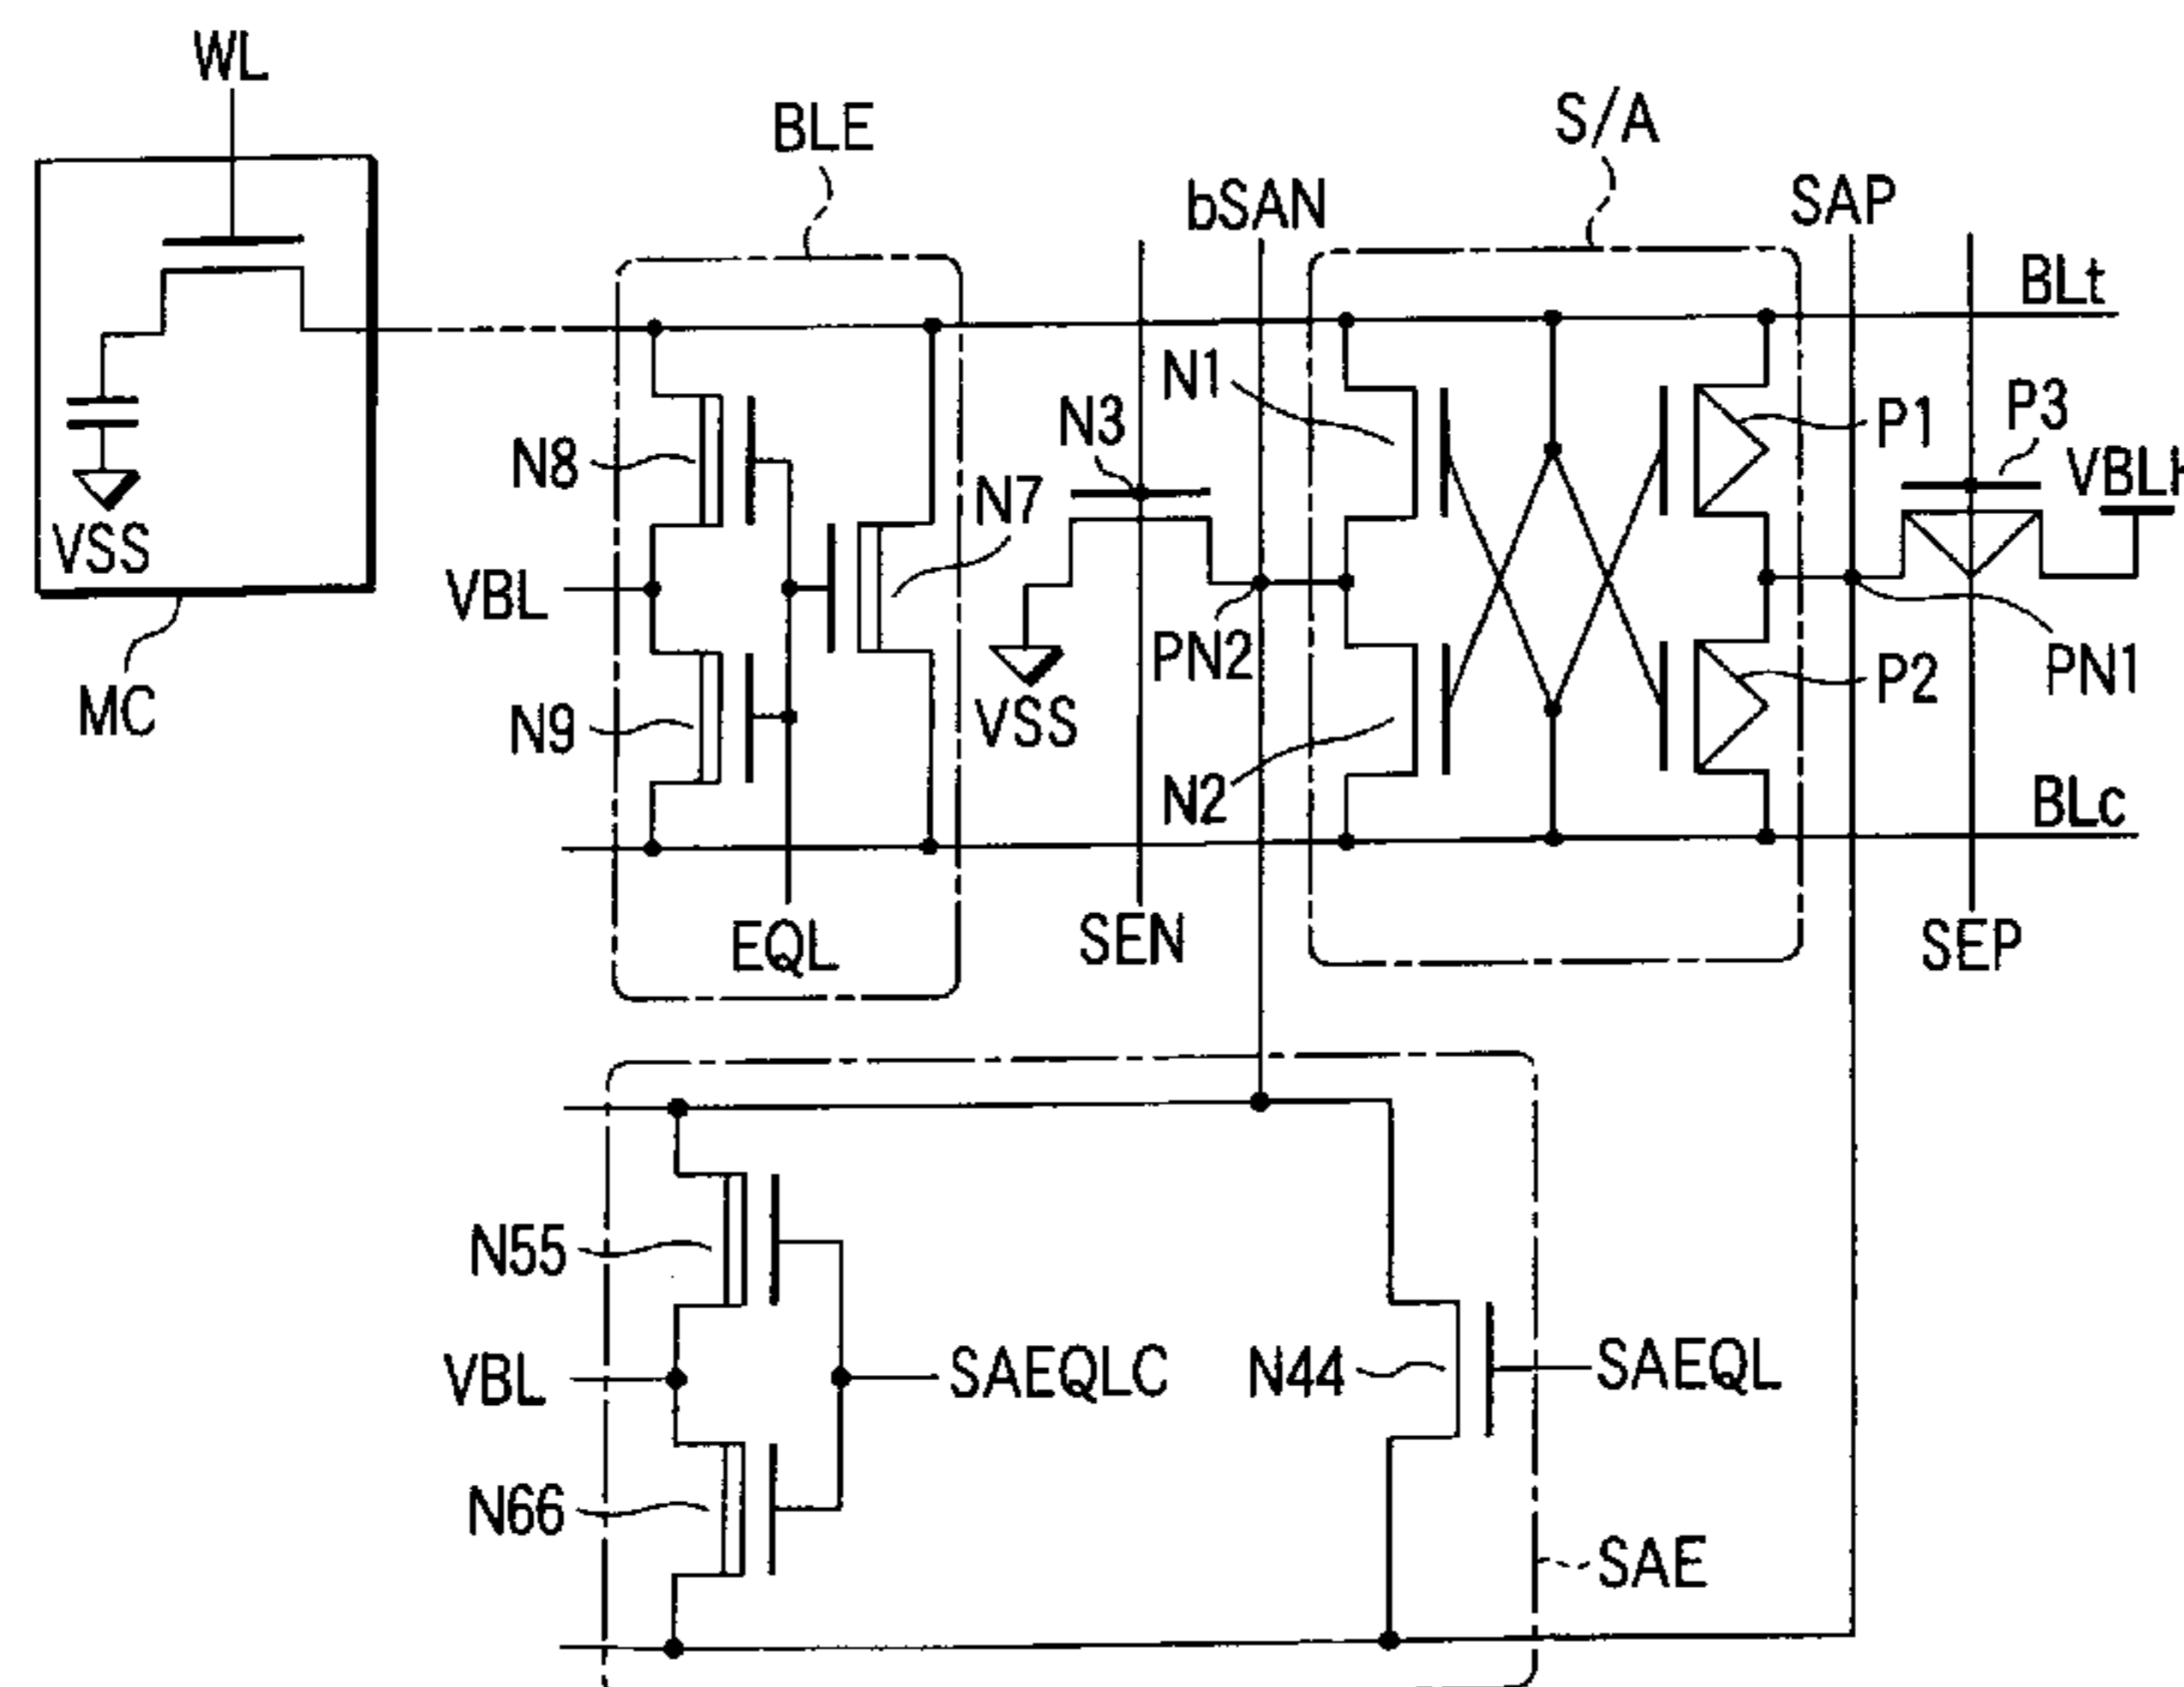 WL
BLE
S/A
bSAN
SAP
BLt
N1
N3
P3
P1
N8
N7
VBLH
VSS
VBL
PN2
PN1
P2
MC
N9
VSS
N2
BLc
EQL
SEN
SEP
N55
VBL
SAEQLC
N44
SAEQL
N66
SAE